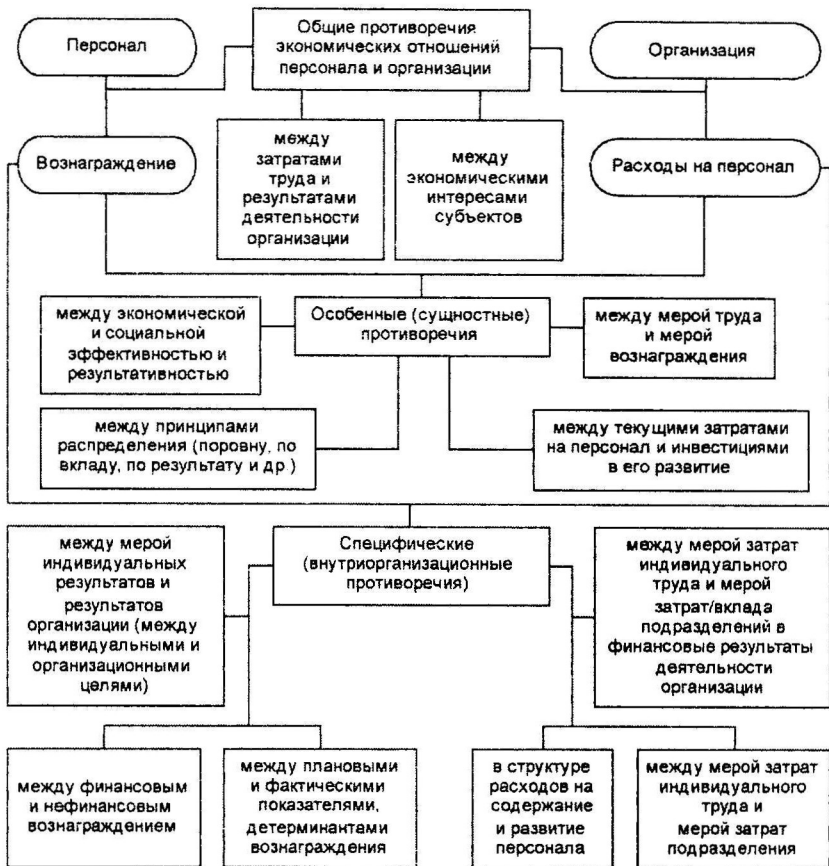 Персонал
Общие противоречия
экономических отношений
персонала и организации
Организация
Вознаграждение
между
затратами
труда и
результатами
деятельности
организации
между
экономическими
интересами
субъектов
Расходы на персонал
между экономической
и социальной
эффективностью и
результативностью
Особенные (сущностные)
противоречия
между мерой труда
и мерой
вознаграждения
между принципами
распределения (поровну, по
вкладу, по результату и др.)
между текущими затратами
на персонал и инвестициями
в его развитие
между мерой
индивидуальных
результатов и
результатов
организации (между
индивидуальными и
организационными
целями)
Специфические
(внутриорганизационные
противоречия)
между мерой затрат
индивидуального
труда и мерой
затрат/вклада
подразделений в
финансовые результаты
деятельности
организации
между финансовым
и нефинансовым
вознаграждением
между плановыми
и фактическими
показателями,
детерминантами
вознаграждения
в структуре
расходов на
содержание
и развитие
персонала
между мерой затрат
индивидуального
труда и
мерой затрат
подразделения